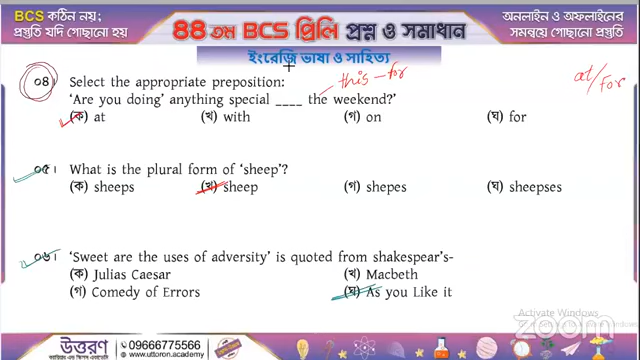 BCS কঠিন নয়;
প্রস্তুতি যদি গোছানো হয়
৪৪ তম BCS প্রিলি প্রশ্ন ও সমাধান
অনলাইন ও অফলাইনের
সমন্বয়ে গোছানো প্রস্তুতি
ইংরেজি ভাষা ও সাহিত্য
০৪। Select the appropriate preposition:
this - for
at/for
'Are you doing' anything special ____ the weekend?'
(ক) at (খ) with (গ) on (ঘ) for
০৫। What is the plural form of 'sheep'?
(ক) sheeps (খ) sheep (গ) shepes (ঘ) sheepses
০৬। 'Sweet are the uses of adversity' is quoted from shakespear's-
(ক) Julias Caesar (খ) Macbeth
(গ) Comedy of Errors (ঘ) As you Like it
Activate Windows
zoom
উত্তরণ
09666775566
www.uttoron.academy